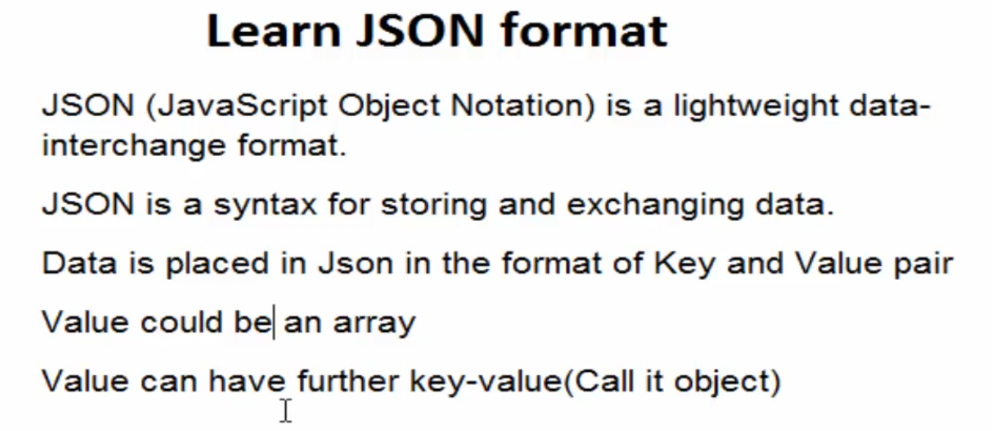 Learn JSON format
JSON (JavaScript Object Notation) is a lightweight data-
interchange format.
JSON is a syntax for storing and exchanging data.
Data is placed in Json in the format of Key and Value pair
Value could be an array
Value can have further key-value(Call it object)